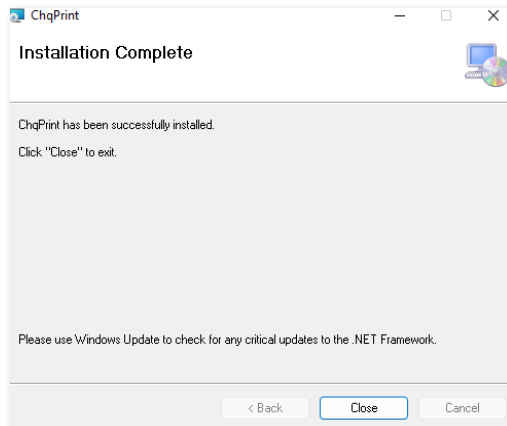 ChqPrint
Installation Complete
ChqPrint has been successfully installed.
Click "Close" to exit.
Please use Windows Update to check for any critical updates to the .NET Framework.
< Back
Close
Cancel